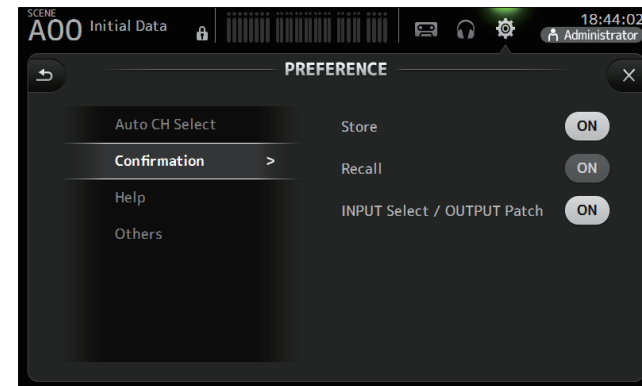 SCENE
A00 Initial Data
18:44:02
Administrator
PREFERENCE
Auto CH Select
Store ON
Confirmation >
Recall ON
Help
INPUT Select / OUTPUT Patch ON
Others